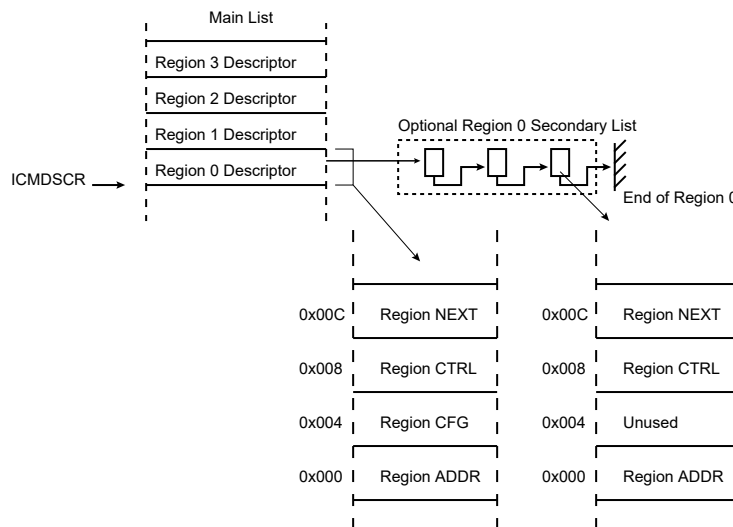 Main List
Region 3 Descriptor
Region 2 Descriptor
Region 1 Descriptor
Region 0 Descriptor
ICMDSCR
Optional Region 0 Secondary List
End of Region 0
0x00C Region NEXT
0x008 Region CTRL
0x004 Region CFG
0x000 Region ADDR
0x00C Region NEXT
0x008 Region CTRL
0x004 Unused
0x000 Region ADDR